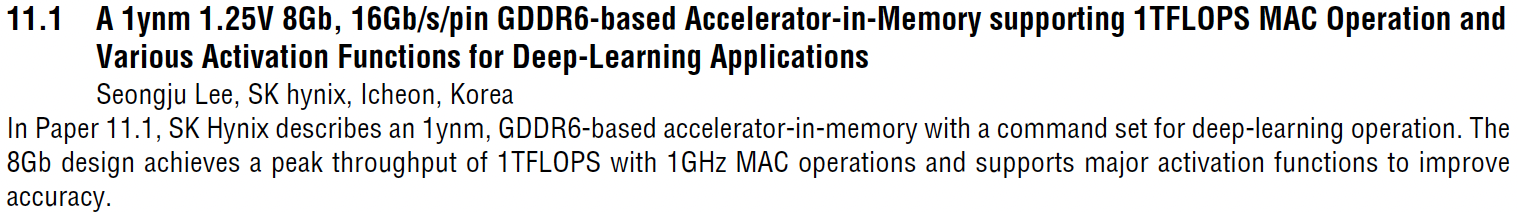 11.1 A 1ynm 1.25V 8Gb, 16Gb/s/pin GDDR6-based Accelerator-in-Memory supporting 1TFLOPS MAC Operation and
Various Activation Functions for Deep-Learning Applications
Seongju Lee, SK hynix, Icheon, Korea
In Paper 11.1, SK Hynix describes an 1ynm, GDDR6-based accelerator-in-memory with a command set for deep-learning operation. The
8Gb design achieves a peak throughput of 1TFLOPS with 1GHz MAC operations and supports major activation functions to improve
accuracy.